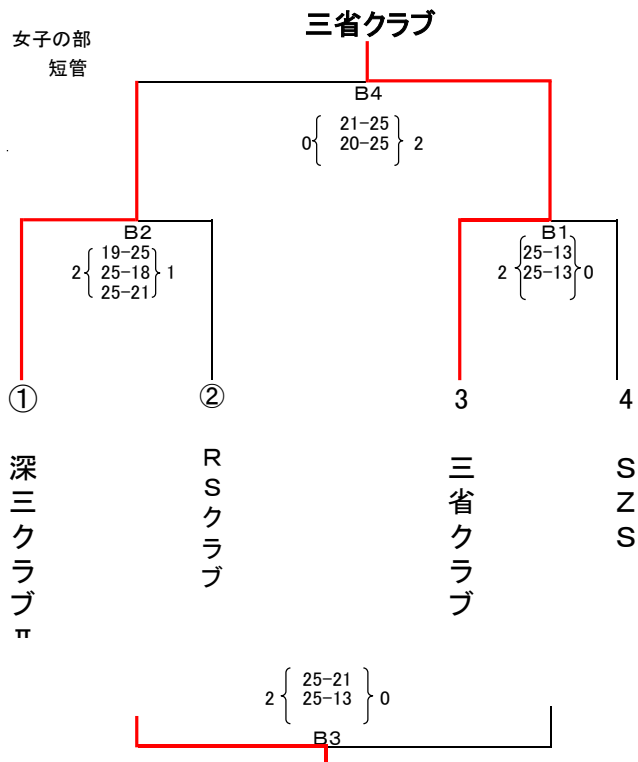 三省クラブ
女子の部
短管
B4
21-25
0 20-25 2
B2
19-25
2 25-18 1
25-21
B1
25-13
2 25-13 0
① ② 3 4
深三クラブⅡ
RSクラブ
三省クラブ
SZS
25-21
2 25-13 0
B3